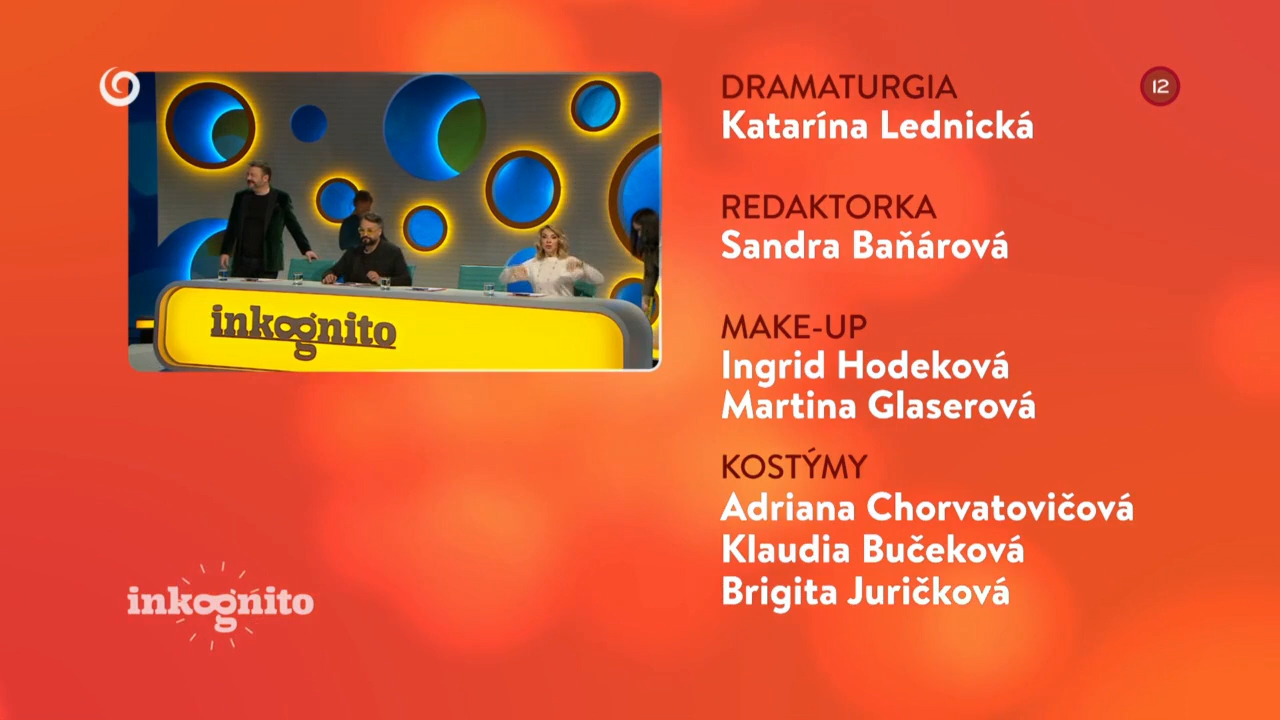 DRAMATURGIA
Katarína Lednická
12
REDAKTORKA
Sandra Baňárová
inkognito
MAKE-UP
Ingrid Hodeková
Martina Glaserová
KOSTÝMY
Adriana Chorvatovičová
Klaudia Bučeková
Brigita Juričková
inkognito